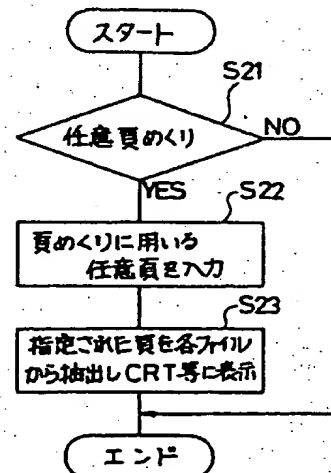 スタート
S21
任意頁めくり
NO
YES
S22
頁めくりに用いる
任意頁を入力
S23
指定された頁を各ファイル
から抽出しCRT等に表示
エンド